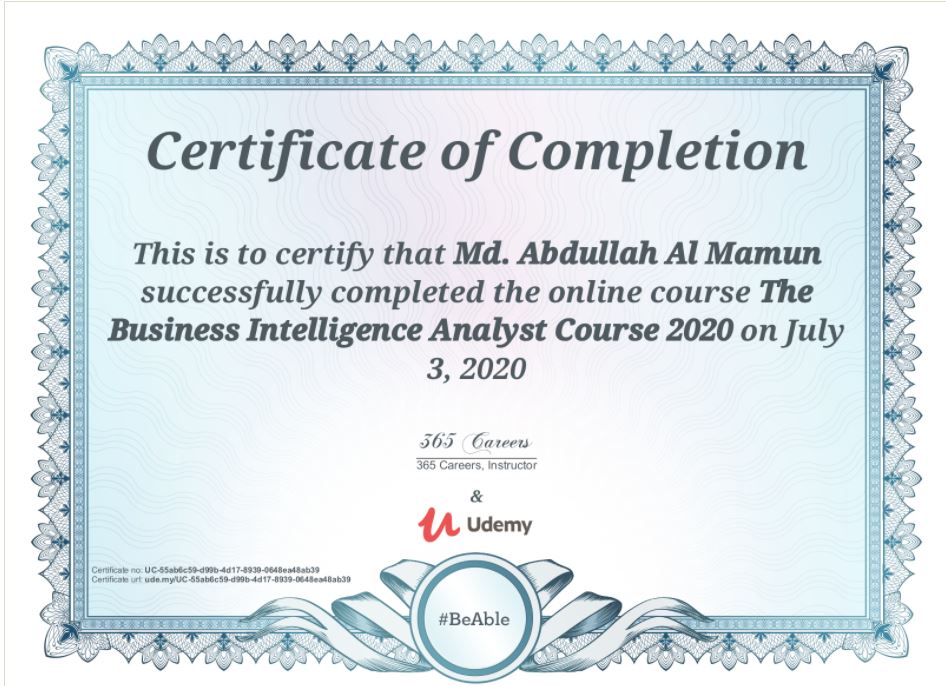 Certificate of Completion
This is to certify that Md. Abdullah Al Mamun
successfully completed the online course The
Business Intelligence Analyst Course 2020 on July
3, 2020
365 Careers
365 Careers, Instructor
&
Udemy
Certificate no: UC-55ab6c59-d99b-4d17-8939-0648ea48ab39
Certificate url: ude.my/UC-55ab6c59-d99b-4d17-8939-0648ea48ab39
#BeAble